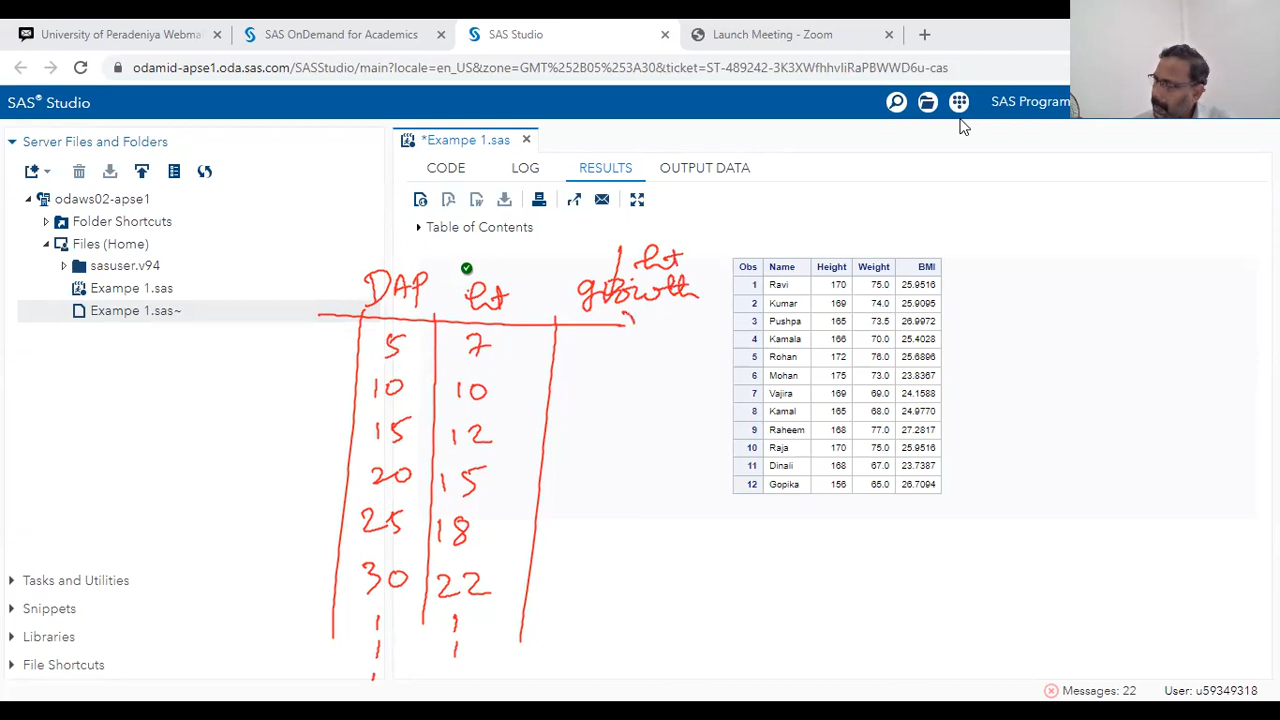 University of Peradeniya Webma
SAS OnDemand for Academics
SAS Studio
Launch Meeting - Zoom
odamid-apse1.oda.sas.com/SASStudio/main?locale=en_US&zone=GMT%252B05%253A30&ticket=ST-489242-3K3XWfhhvIiRaPBWWD6u-cas
SAS® Studio
SAS Program
Server Files and Folders
odaws02-apse1
Folder Shortcuts
Files (Home)
sasuser.v94
Exampe 1.sas
Exampe 1.sas~
Tasks and Utilities
Snippets
Libraries
File Shortcuts
*Exampe 1.sas
CODE LOG RESULTS OUTPUT DATA
Table of Contents
ht
DAP ht growth
5 7
10 10
15 12
20 15
25 18
30 22
Obs Name Height Weight BMI
1 Ravi 170 75.0 25.9516
2 Kumar 169 74.0 25.9095
3 Pushpa 165 73.5 26.9972
4 Kamala 166 70.0 25.4028
5 Rohan 172 76.0 25.6896
6 Mohan 175 73.0 23.8367
7 Vajira 169 69.0 24.1588
8 Kamal 165 68.0 24.9770
9 Raheem 168 77.0 27.2817
10 Raja 170 75.0 25.9516
11 Dinali 168 67.0 23.7387
12 Gopika 156 65.0 26.7094
Messages: 22 User: u59349318